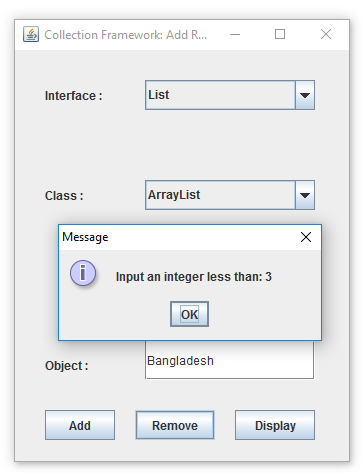 Collection Framework: Add R...
Interface :
List
Class :
ArrayList
Message
Input an integer less than: 3
OK
Object :
Bangladesh
Add
Remove
Display